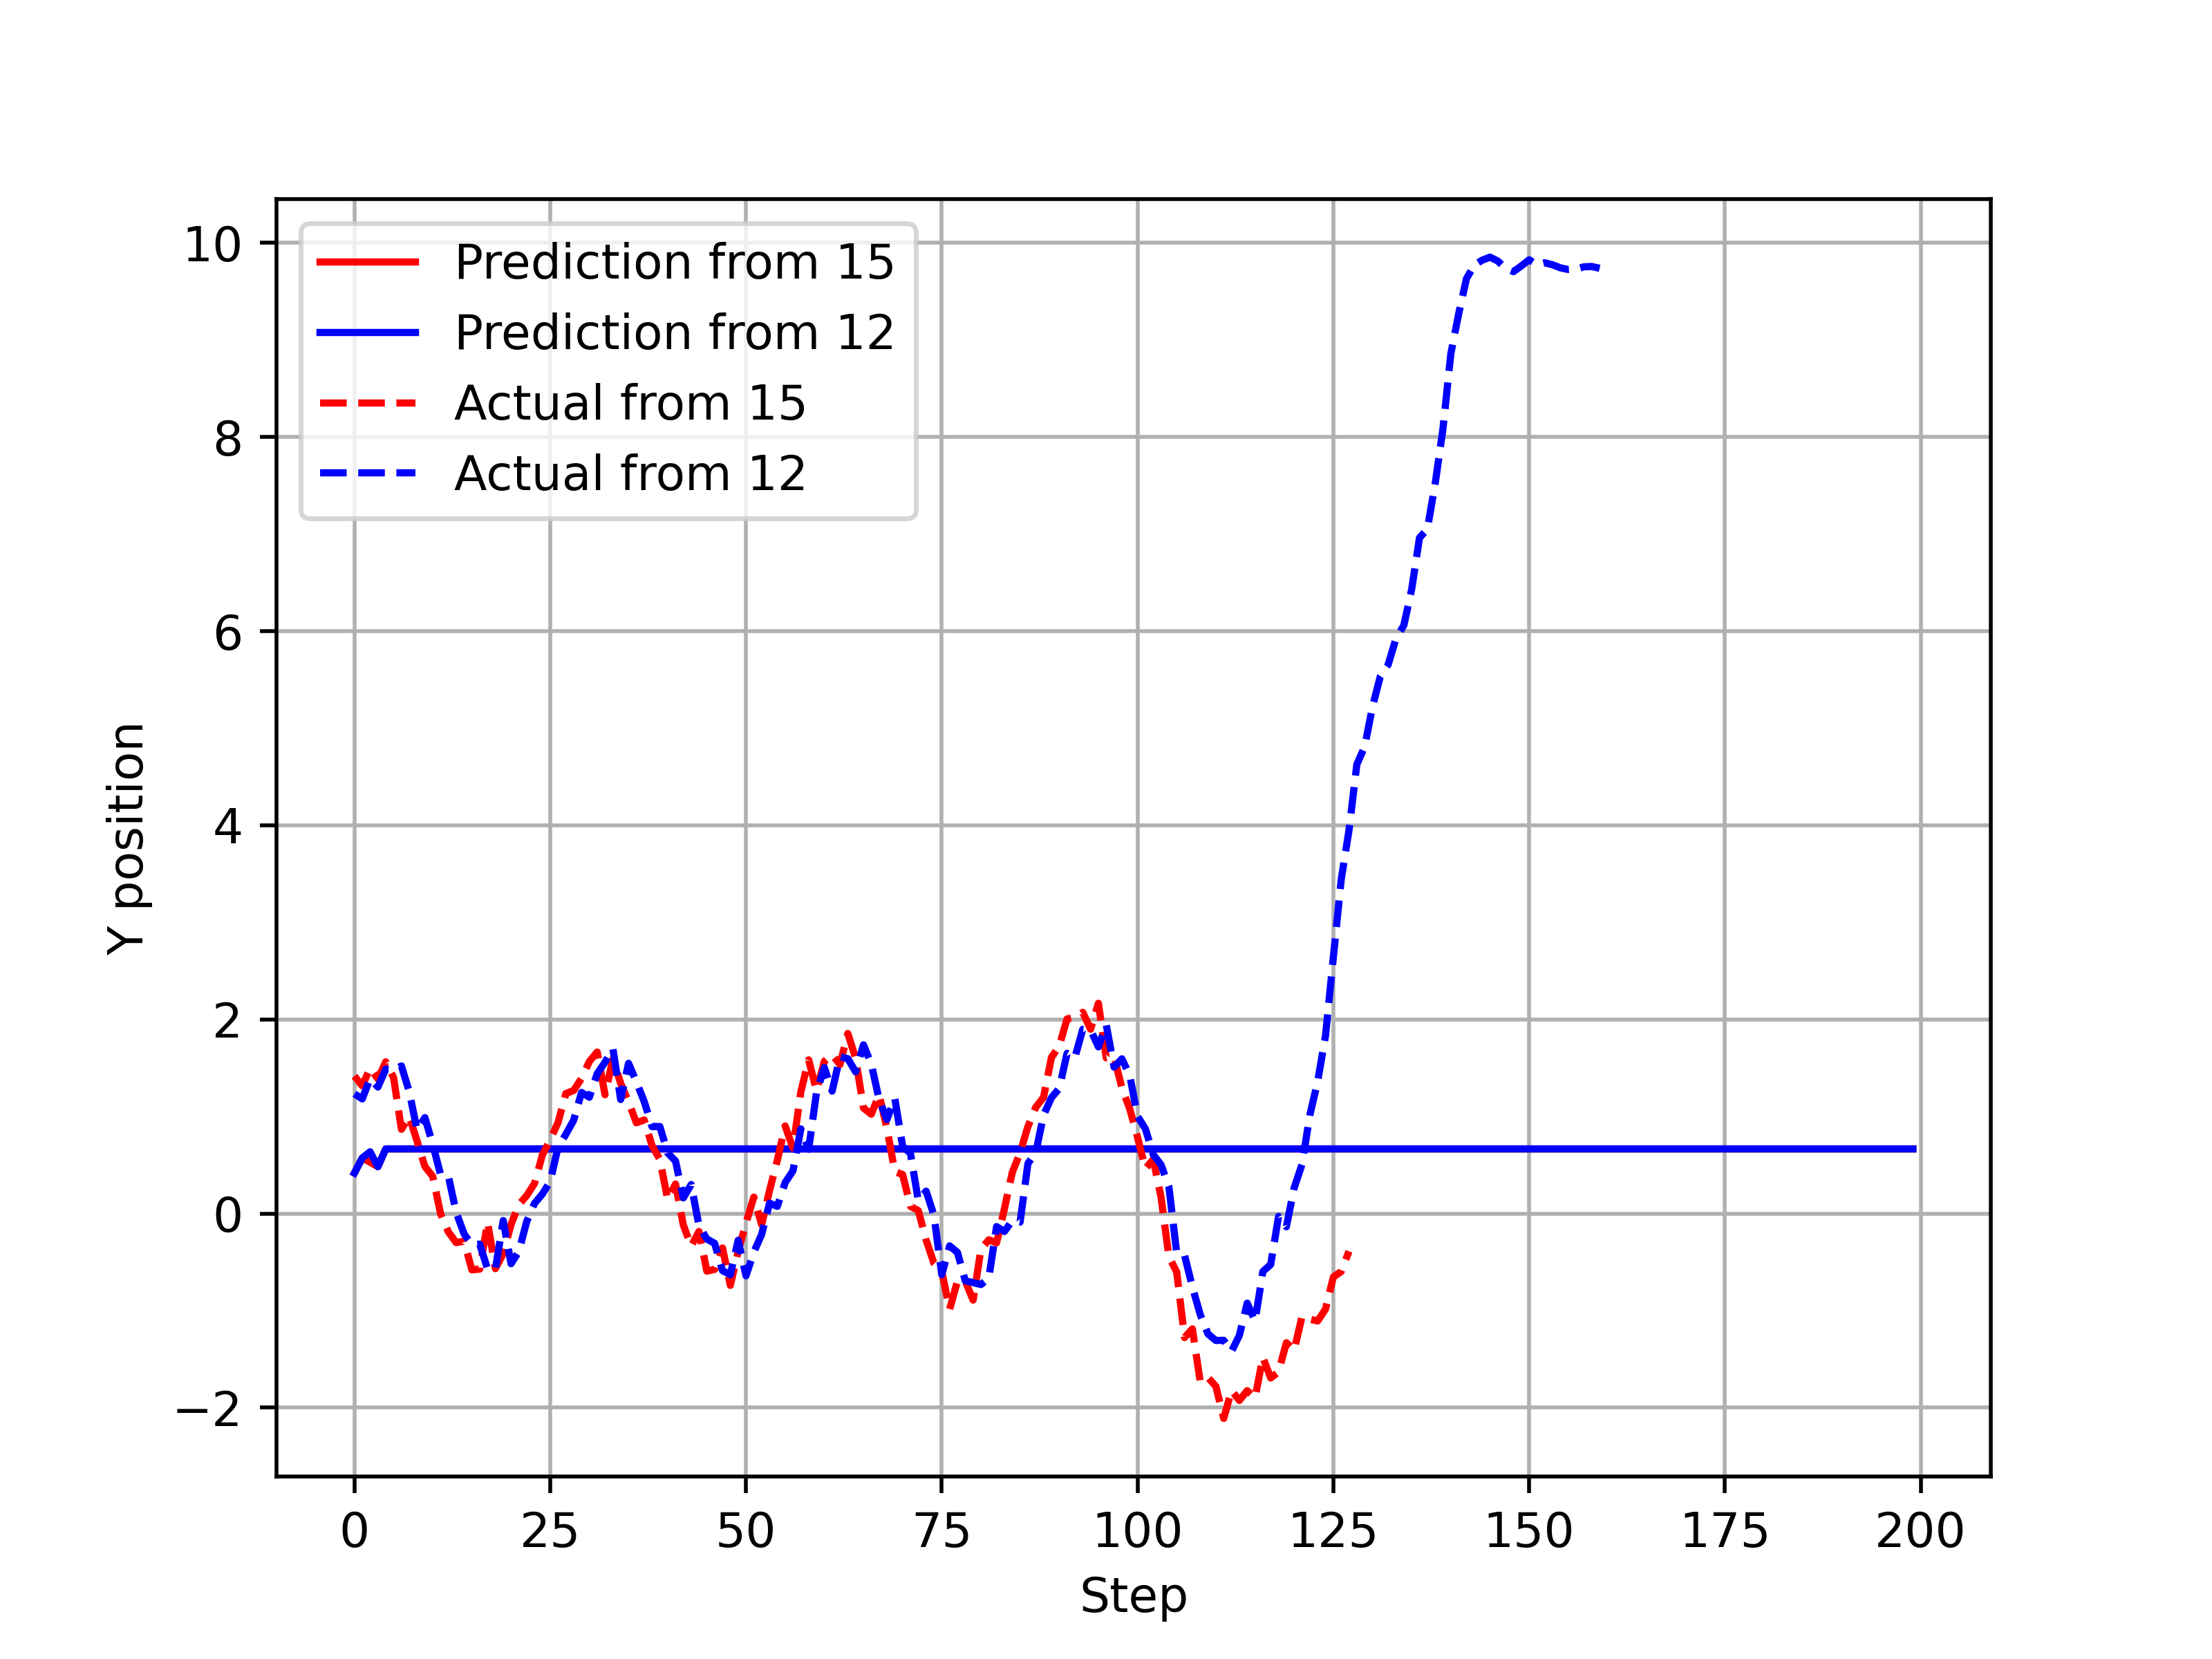 10
8
6
4
2
0
−2
Y position
Prediction from 15
Prediction from 12
Actual from 15
Actual from 12
0 25 50 75 100 125 150 175 200
Step